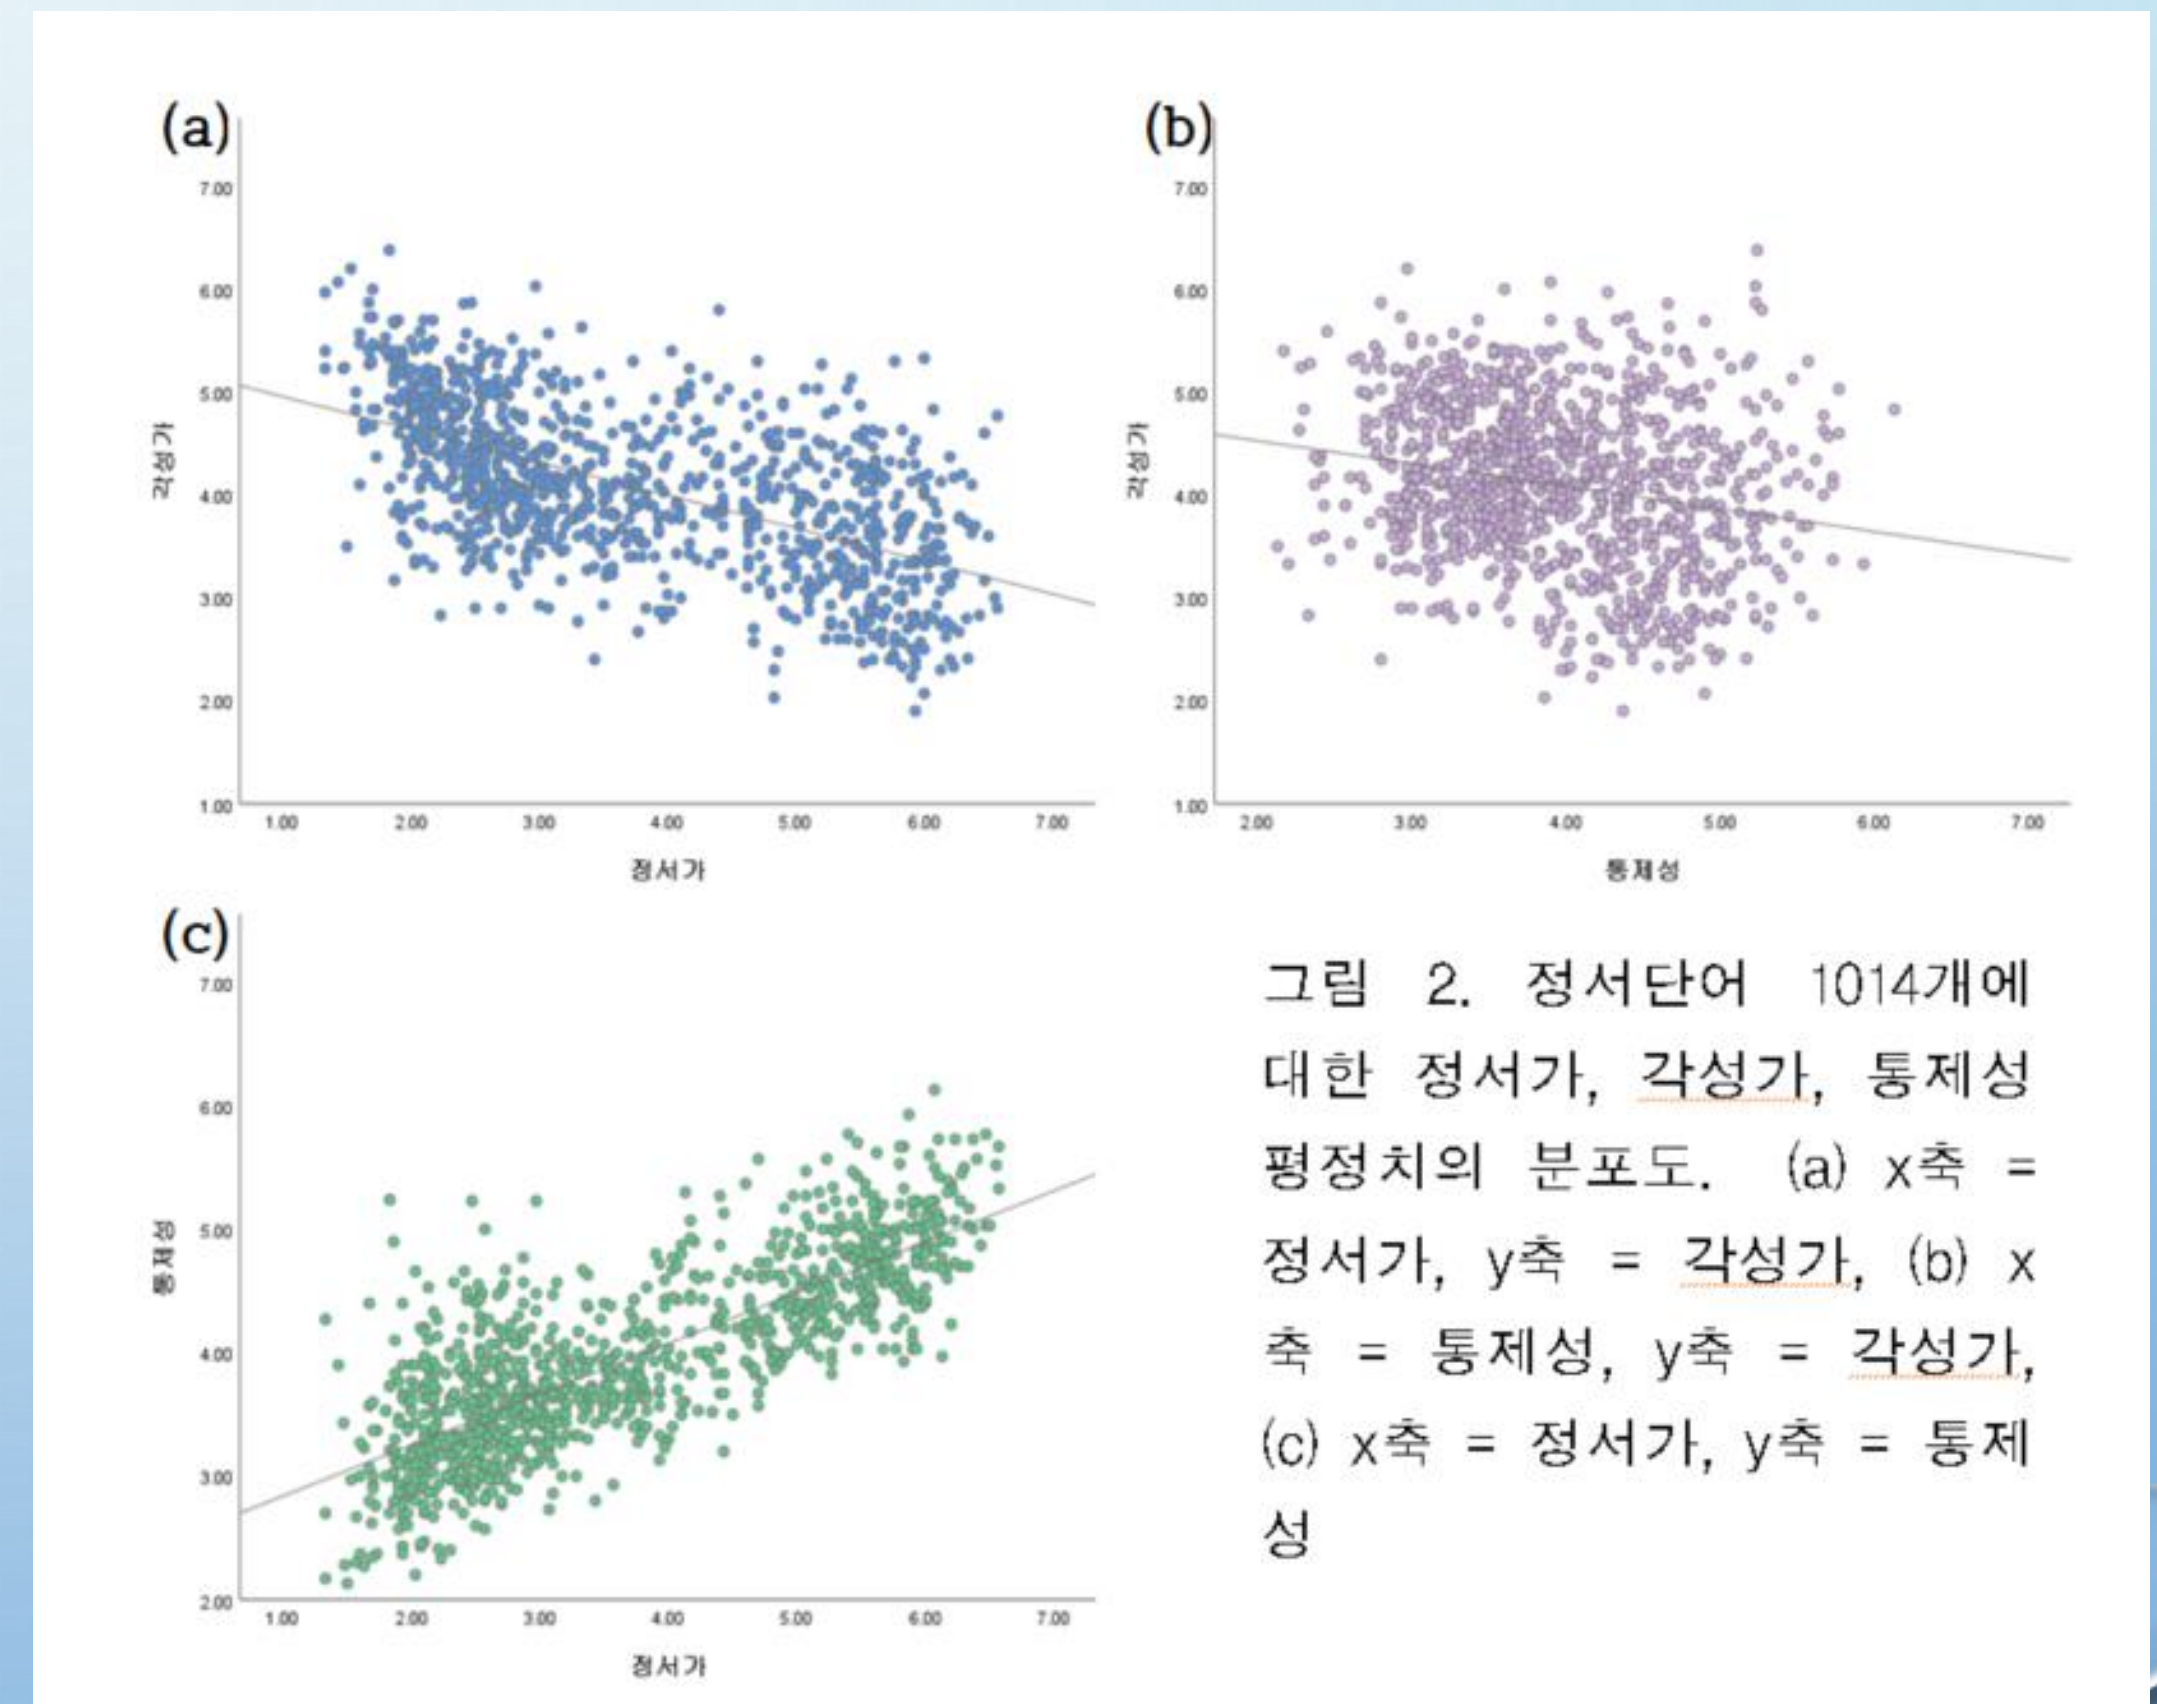 (a)
7.00
6.00
5.00
4.00
3.00
2.00
1.00
각성가
1.00 2.00 3.00 4.00 5.00 6.00 7.00
정서가
(b)
7.00
6.00
5.00
4.00
3.00
2.00
1.00
각성가
2.00 3.00 4.00 5.00 6.00 7.00
통제성
(c)
7.00
6.00
5.00
4.00
3.00
2.00
통제성
1.00 2.00 3.00 4.00 5.00 6.00 7.00
정서가
그림 2. 정서단어 1014개에
대한 정서가, 각성가, 통제성
평정치의 분포도. (a) x축 =
정서가, y축 = 각성가, (b) x
축 = 통제성, y축 = 각성가,
(c) x축 = 정서가, y축 = 통제
성